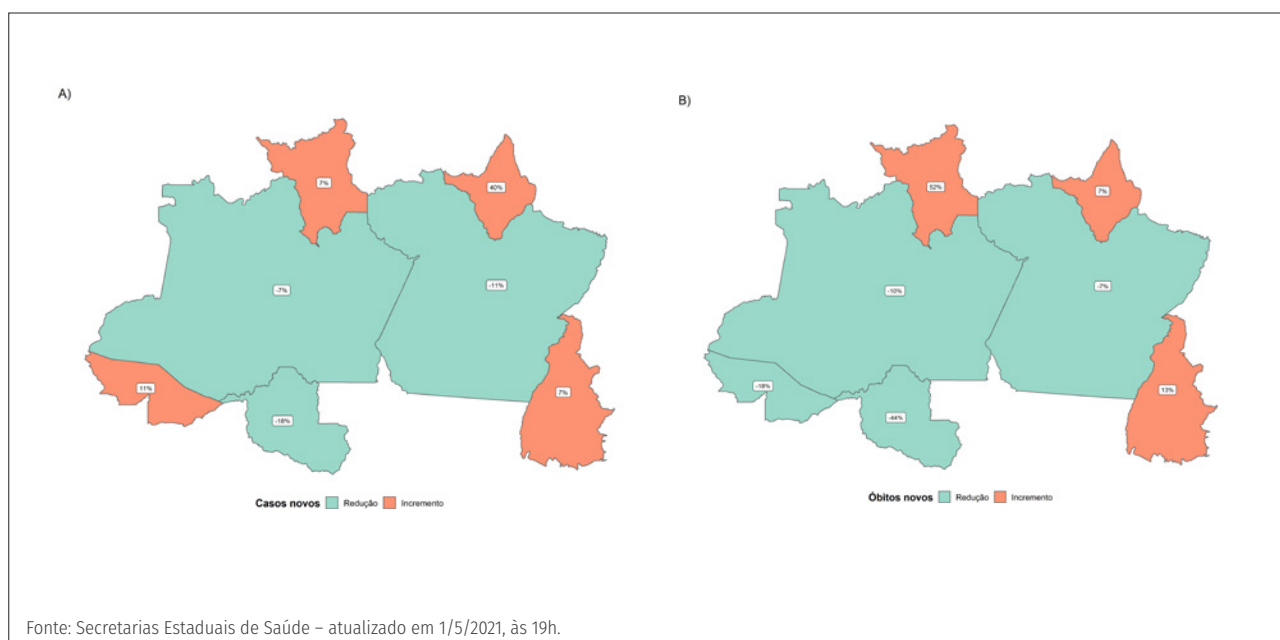 A)
7%
40%
-7%
-11%
11%
-18%
7%
Casos novos Redução Incremento
B)
52%
7%
-10%
-7%
-18%
-44%
13%
Óbitos novos Redução Incremento
Fonte: Secretarias Estaduais de Saúde – atualizado em 1/5/2021, às 19h.